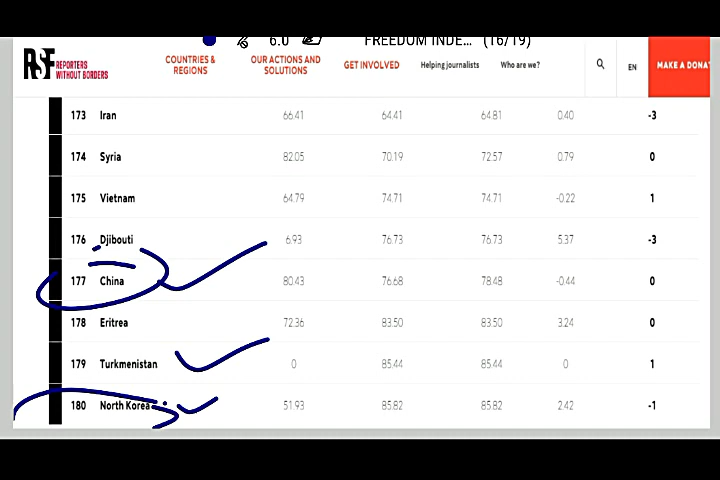 6.0 FREEDOM INDE... (16/19)
RSF REPORTERS WITHOUT BORDERS
COUNTRIES & REGIONS
OUR ACTIONS AND SOLUTIONS
GET INVOLVED
Helping journalists
Who are we?
EN
MAKE A DONA
173 Iran 66.41 64.41 64.81 0.40 -3
174 Syria 82.05 70.19 72.57 0.79 0
175 Vietnam 64.79 74.71 74.71 -0.22 1
176 Djibouti 6.93 76.73 76.73 5.37 -3
177 China 80.43 76.68 78.48 -0.44 0
178 Eritrea 72.36 83.50 83.50 3.24 0
179 Turkmenistan 0 85.44 85.44 0 1
180 North Korea 51.93 85.82 85.82 2.42 -1